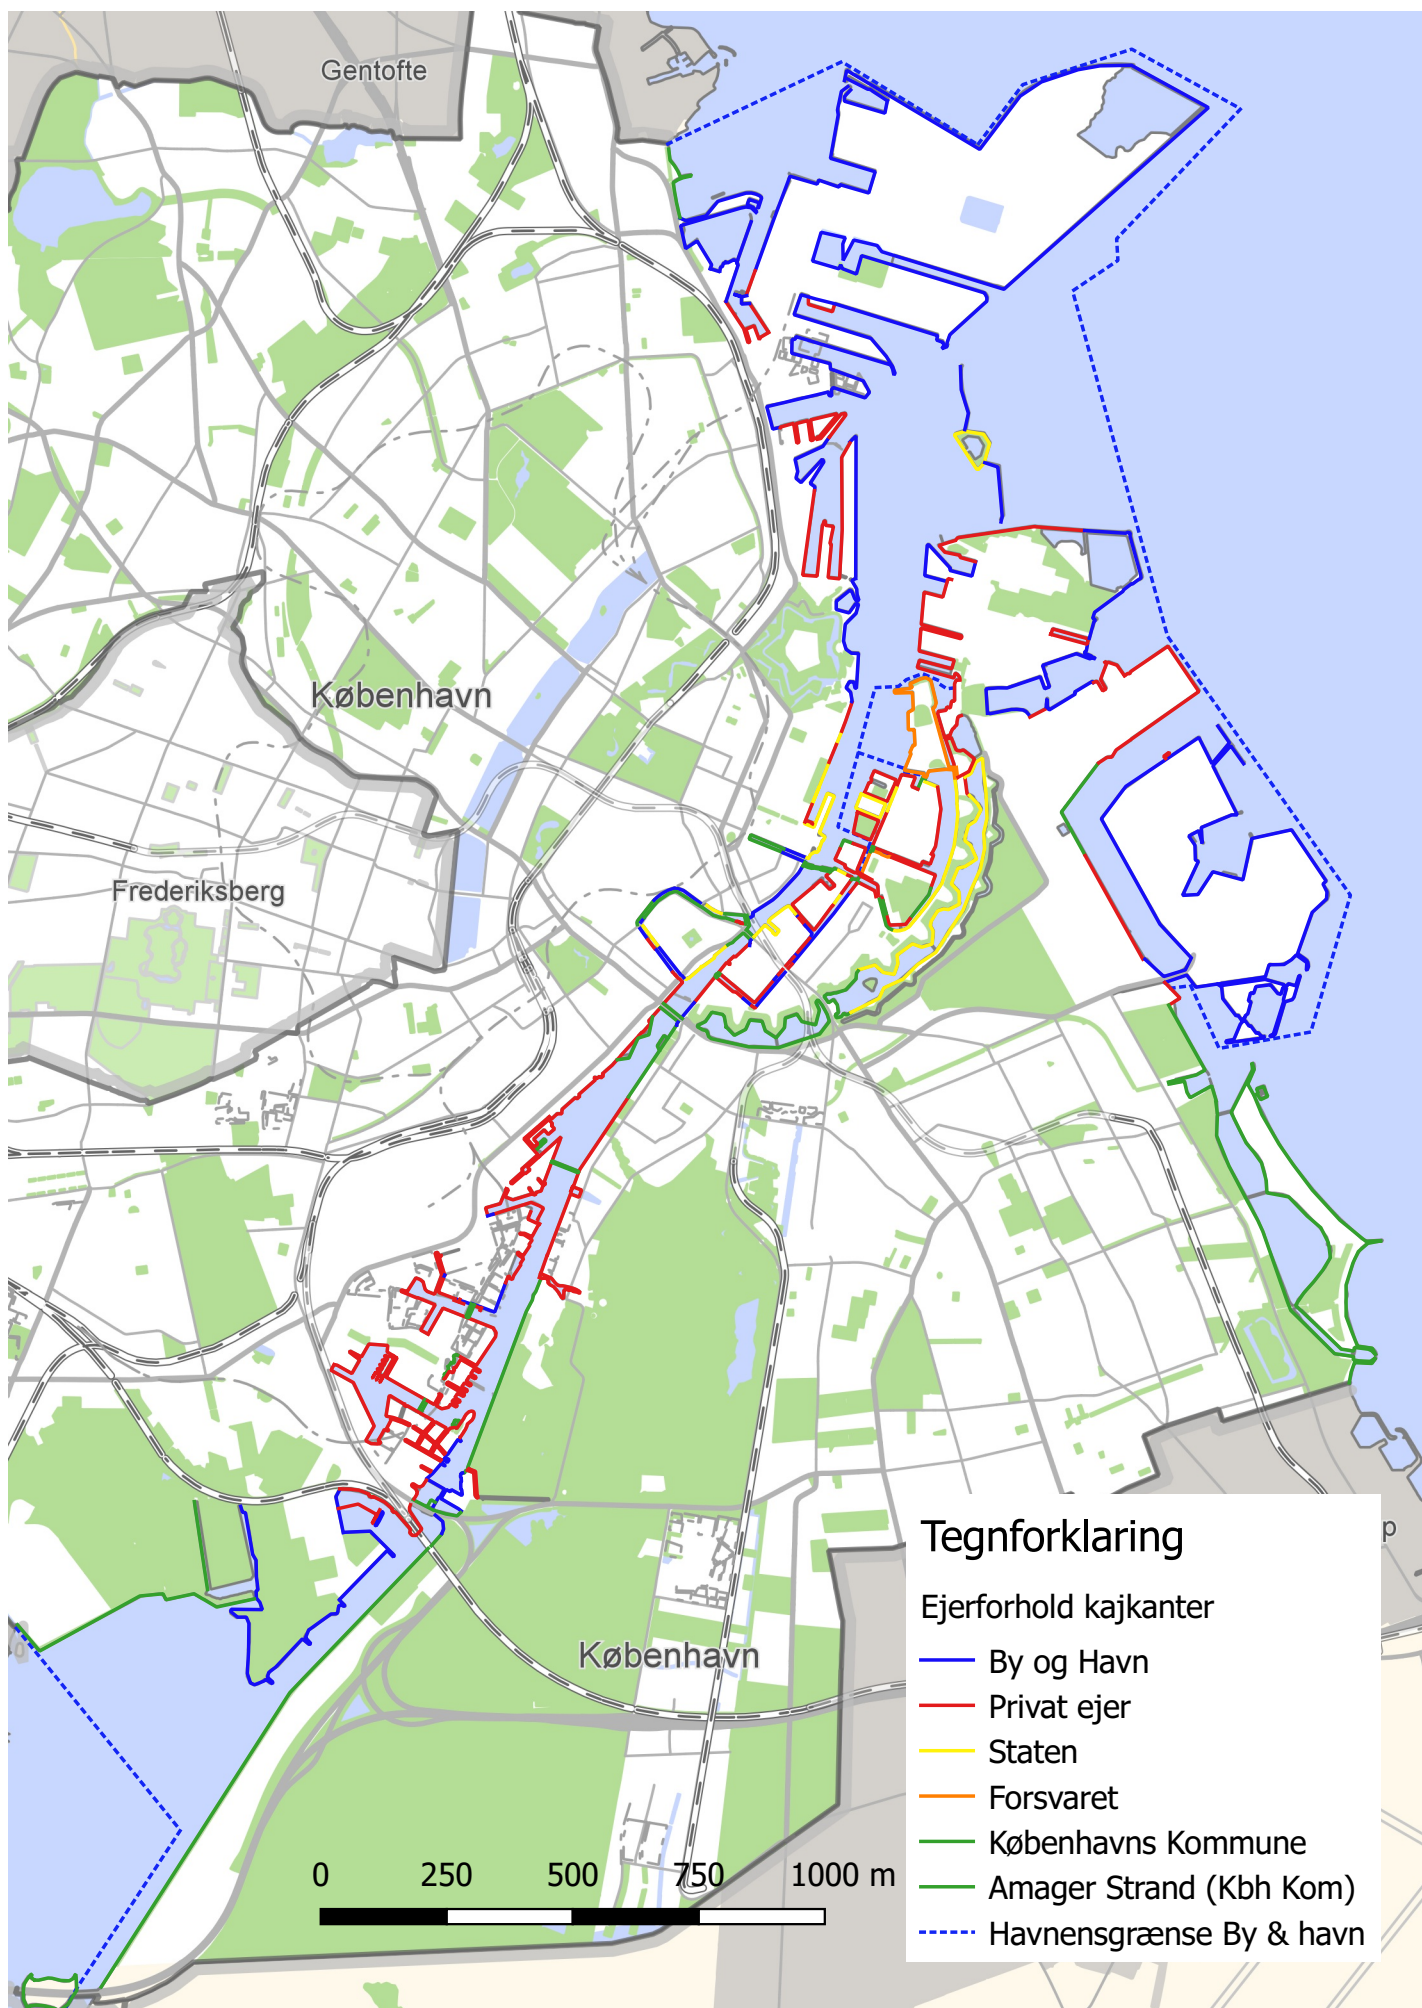 Gentofte
København
Frederiksberg
København
p
Tegnforklaring
Ejerforhold kajkanter
By og Havn
Privat ejer
Staten
Forsvaret
Københavns Kommune
Amager Strand (Kbh Kom)
Havnensgrænse By & havn
0 250 500 750 1000 m